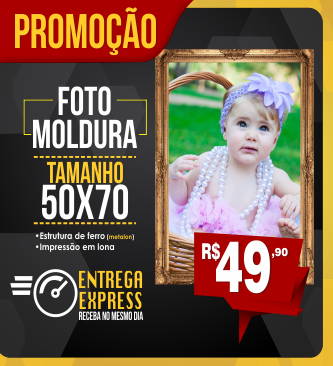 PROMOÇÃO
FOTO
MOLDURA
TAMANHO
50X70
• Estrutura de ferro (metalon)
• Impressão em lona
ENTREGA
EXPRESS
RECEBA NO MESMO DIA
R$ 49,90